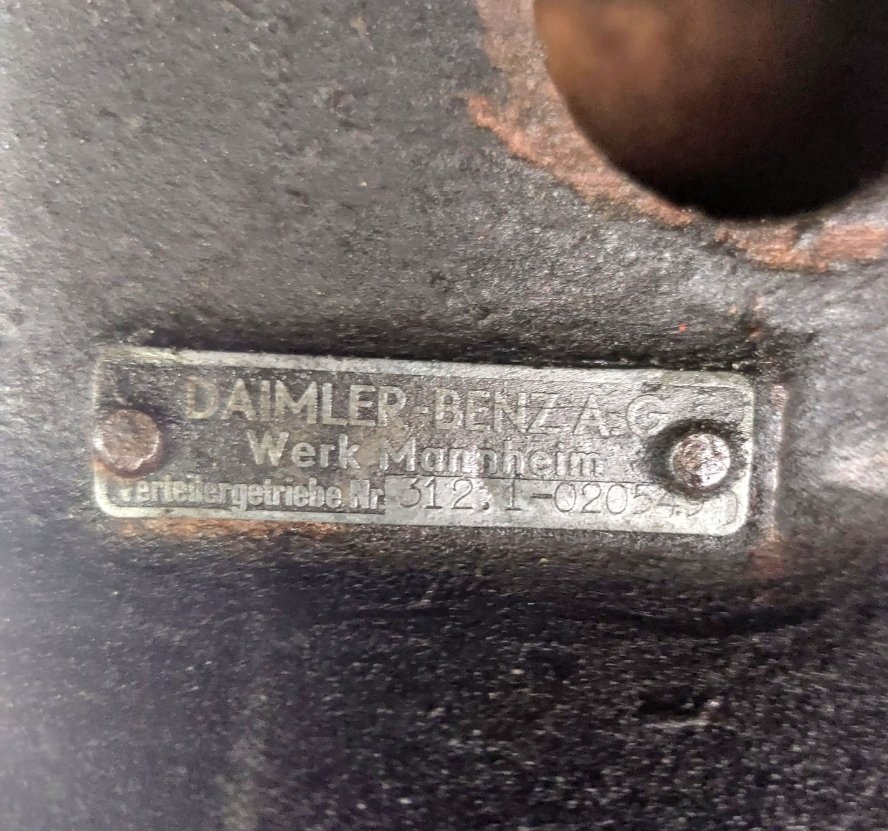 DAIMLER-BENZ A-G
Werk Mannheim
Verteilergetriebe Nr 312.1-020549